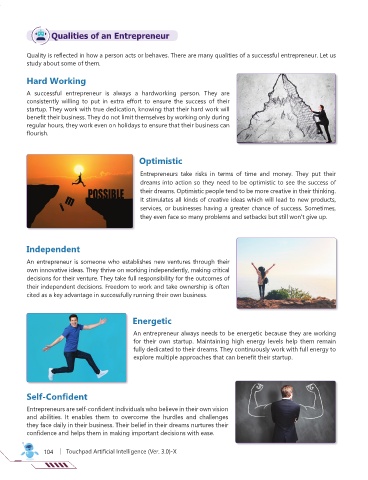 Qualities of an Entrepreneur
Quality is reflected in how a person acts or behaves. There are many qualities of a successful entrepreneur. Let us
study about some of them.
Hard Working
A successful entrepreneur is always a hardworking person. They are
consistently willing to put in extra effort to ensure the success of their
startup. They work with true dedication, knowing that their hard work will
benefit their business. They do not limit themselves by working only during
regular hours, they work even on holidays to ensure that their business can
flourish.
Optimistic
Entrepreneurs take risks in terms of time and money. They put their
dreams into action so they need to be optimistic to see the success of
their dreams. Optimistic people tend to be more creative in their thinking.
It stimulates all kinds of creative ideas which will lead to new products,
services, or businesses having a greater chance of success. Sometimes,
they even face so many problems and setbacks but still won't give up.
IM
POSSIBLE
Independent
An entrepreneur is someone who establishes new ventures through their
own innovative ideas. They thrive on working independently, making critical
decisions for their venture. They take full responsibility for the outcomes of
their independent decisions. Freedom to work and take ownership is often
cited as a key advantage in successfully running their own business.
Energetic
An entrepreneur always needs to be energetic because they are working
for their own startup. Maintaining high energy levels help them remain
fully dedicated to their dreams. They continuously work with full energy to
explore multiple approaches that can benefit their startup.
Self-Confident
Entrepreneurs are self-confident individuals who believe in their own vision
and abilities. It enables them to overcome the hurdles and challenges
they face daily in their business. Their belief in their dreams nurtures their
confidence and helps them in making important decisions with ease.
104 | Touchpad Artificial Intelligence (Ver. 3.0)-X